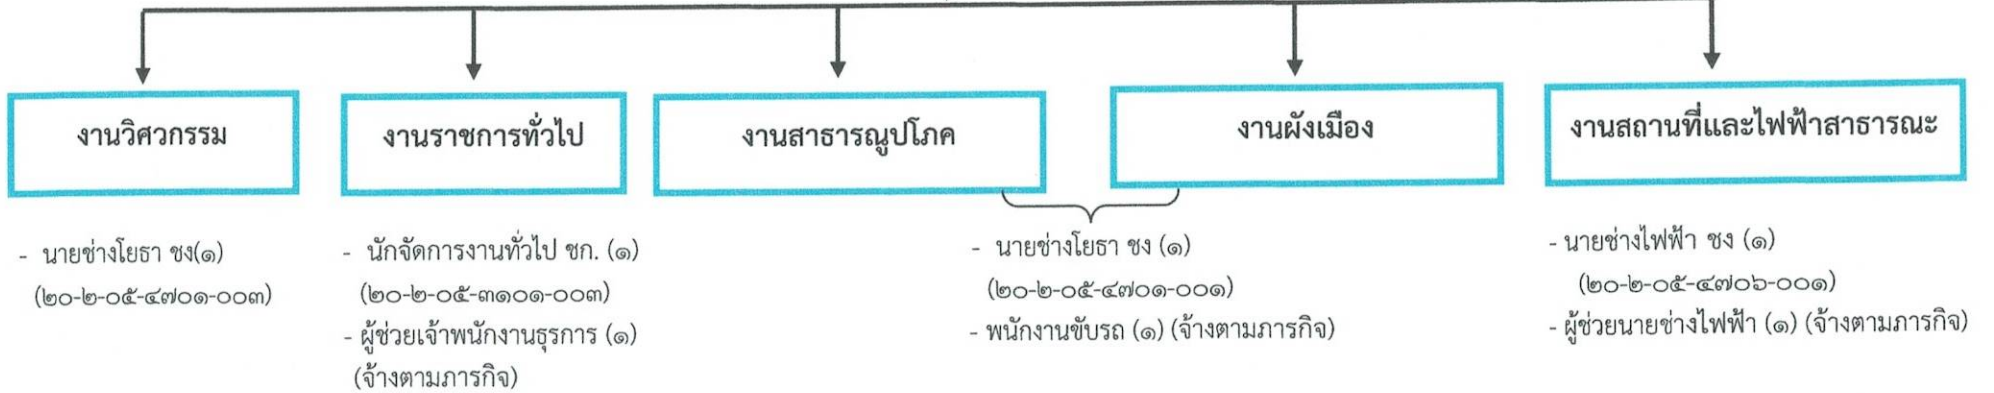 งานวิศวกรรม
- นายช่างโยธา ชง(๑)
(๒๐-๒-๐๕-๔๗๐๑-๐๐๓)
งานราชการทั่วไป
- นักจัดการงานทั่วไป ชก. (๑)
(๒๐-๒-๐๕-๓๑๐๑-๐๐๓)
- ผู้ช่วยเจ้าพนักงานธุรการ (๑)
(จ้างตามภารกิจ)
งานสาธารณูปโภค
งานผังเมือง
- นายช่างโยธา ชง (๑)
(๒๐-๒-๐๕-๔๗๐๑-๐๐๑)
- พนักงานขับรถ (๑) (จ้างตามภารกิจ)
งานสถานที่และไฟฟ้าสาธารณะ
- นายช่างไฟฟ้า ชง (๑)
(๒๐-๒-๐๕-๔๗๐๖-๐๐๑)
- ผู้ช่วยนายช่างไฟฟ้า (๑) (จ้างตามภารกิจ)